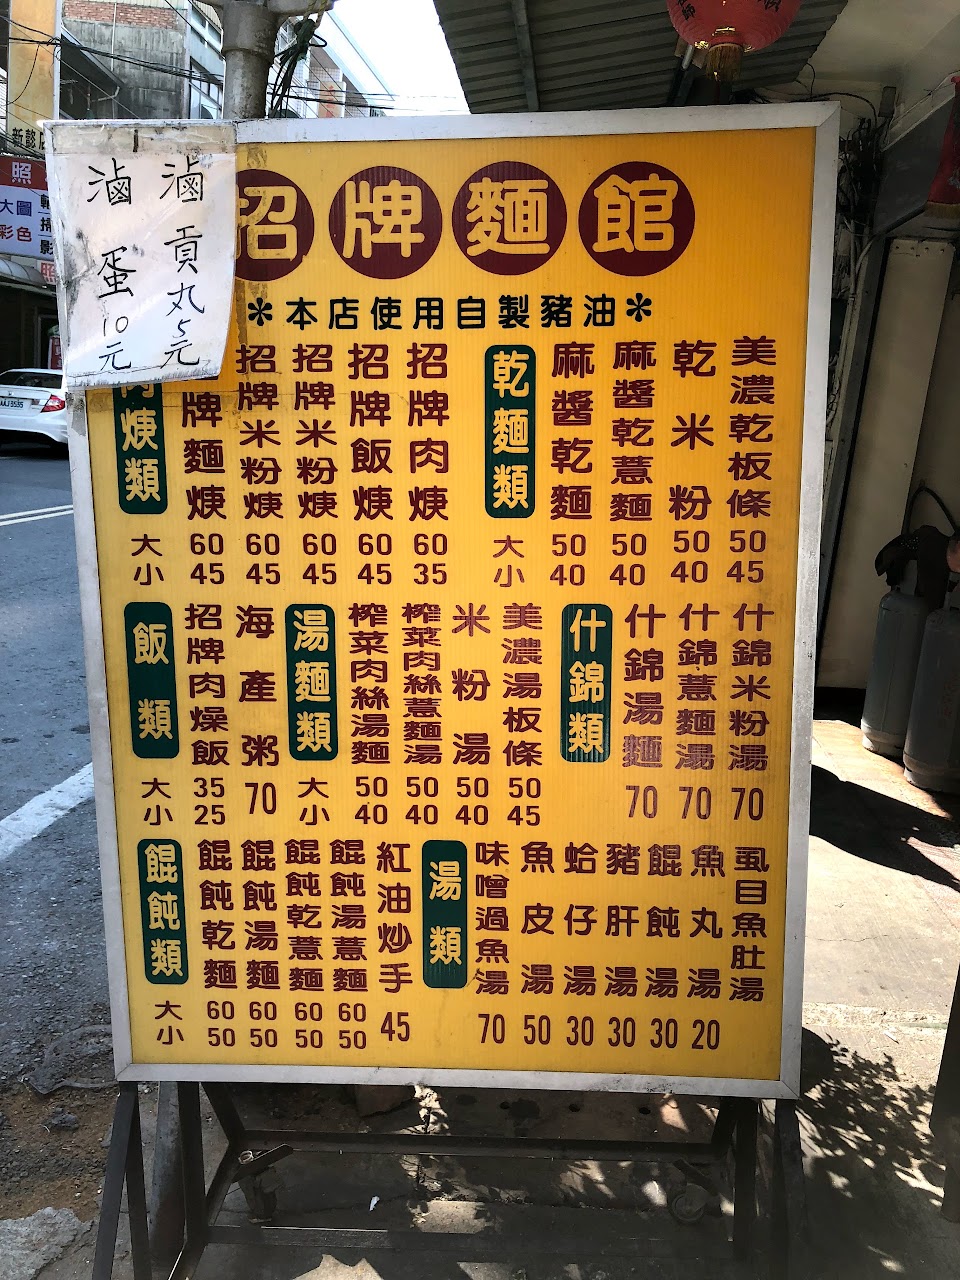 滷貢丸5元
滷蛋10元
招牌麵館
*本店使用自製豬油*
美濃乾板條 50 45
乾米粉 50 40
麻醬乾薏麵 50 40
麻醬乾麵 50 40
乾麵類 大 小
招牌肉焿 60 35
招牌飯焿 60 45
招牌米粉焿 60 45
招牌米粉焿 60 45
招牌麵焿 60 45
肉焿類 大 小
什錦米粉湯 70
什錦薏麵湯 70
什錦湯麵 70
什錦類
美濃湯板條 50 45
米粉湯 50 40
榨菜肉絲薏麵湯 50 40
榨菜肉絲湯麵 50 40
湯麵類 大 小
海產粥 70
招牌肉燥飯 35 25
飯類 大 小
虱目魚肚湯
魚丸湯 20
餛飩湯 30
豬肝湯 30
蛤仔湯 30
魚皮湯 50
味噌過魚湯 70
湯類
紅油炒手 45
餛飩湯薏麵 60 50
餛飩乾薏麵 60 50
餛飩湯麵 60 50
餛飩乾麵 60 50
餛飩類 大 小
照
大圖
彩色